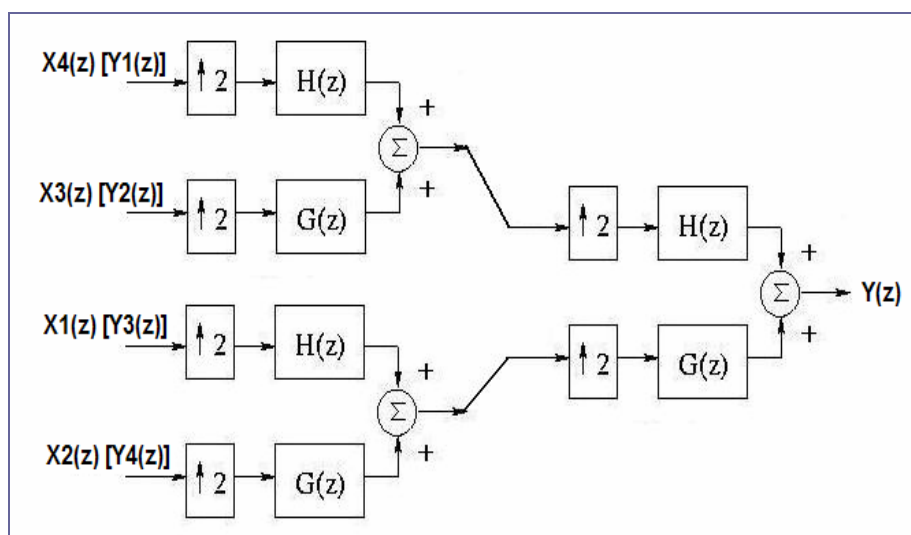 X4(z) [Y1(z)]
↑ 2
H(z)
+
Σ
+
X3(z) [Y2(z)]
↑ 2
G(z)
↑ 2
H(z)
+
Σ
Y(z)
+
X1(z) [Y3(z)]
↑ 2
H(z)
↑ 2
G(z)
+
Σ
+
X2(z) [Y4(z)]
↑ 2
G(z)